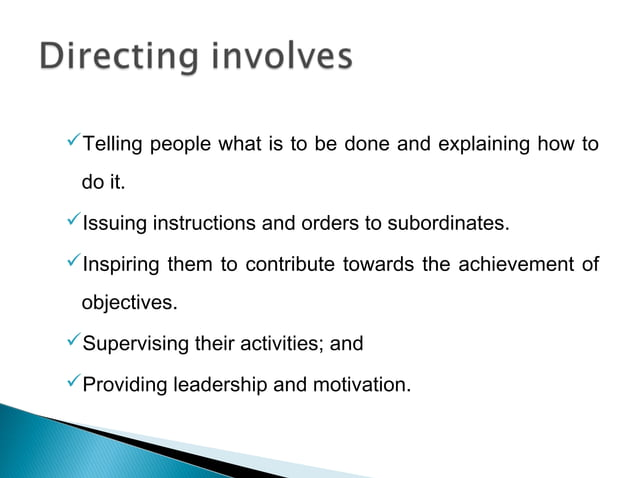 Directing involves
✓Telling people what is to be done and explaining how to
do it.
✓Issuing instructions and orders to subordinates.
✓Inspiring them to contribute towards the achievement of
objectives.
✓Supervising their activities; and
✓Providing leadership and motivation.